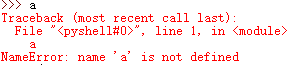 >>> a
Traceback (most recent call last):
  File "<pyshell#0>", line 1, in <module>
    a
NameError: name 'a' is not defined